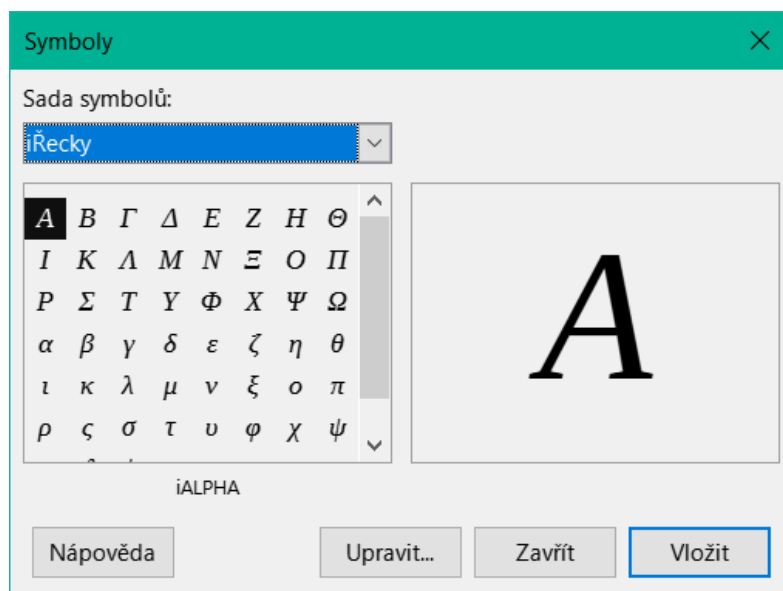 Symboly
Sada symbolů:
iŘecky
Α Β Γ Δ Ε Ζ Η Θ
Ι Κ Λ Μ Ν Ξ Ο Π
Ρ Σ Τ Υ Φ Χ Ψ Ω
α β γ δ ε ζ η θ
ι κ λ μ ν ξ ο π
ρ ς σ τ υ φ χ ψ
A
iALPHA
Nápověda
Upravit...
Zavřít
Vložit